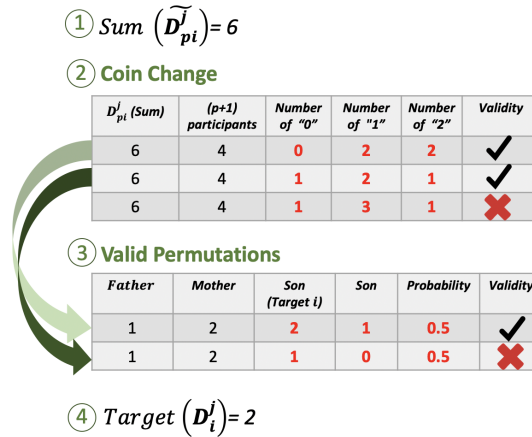 ① Sum (D̃ʲₚᵢ)= 6
② Coin Change
Dʲₚᵢ (Sum) (p+1) participants Number of “0” Number of "1” Number of “2” Validity
6 4 0 2 2 ✓
6 4 1 2 1 ✓
6 4 1 3 1 ✗
③ Valid Permutations
Father Mother Son (Target i) Son Probability Validity
1 2 2 1 0.5 ✓
1 2 1 0 0.5 ✗
④ Target (Dʲᵢ)= 2